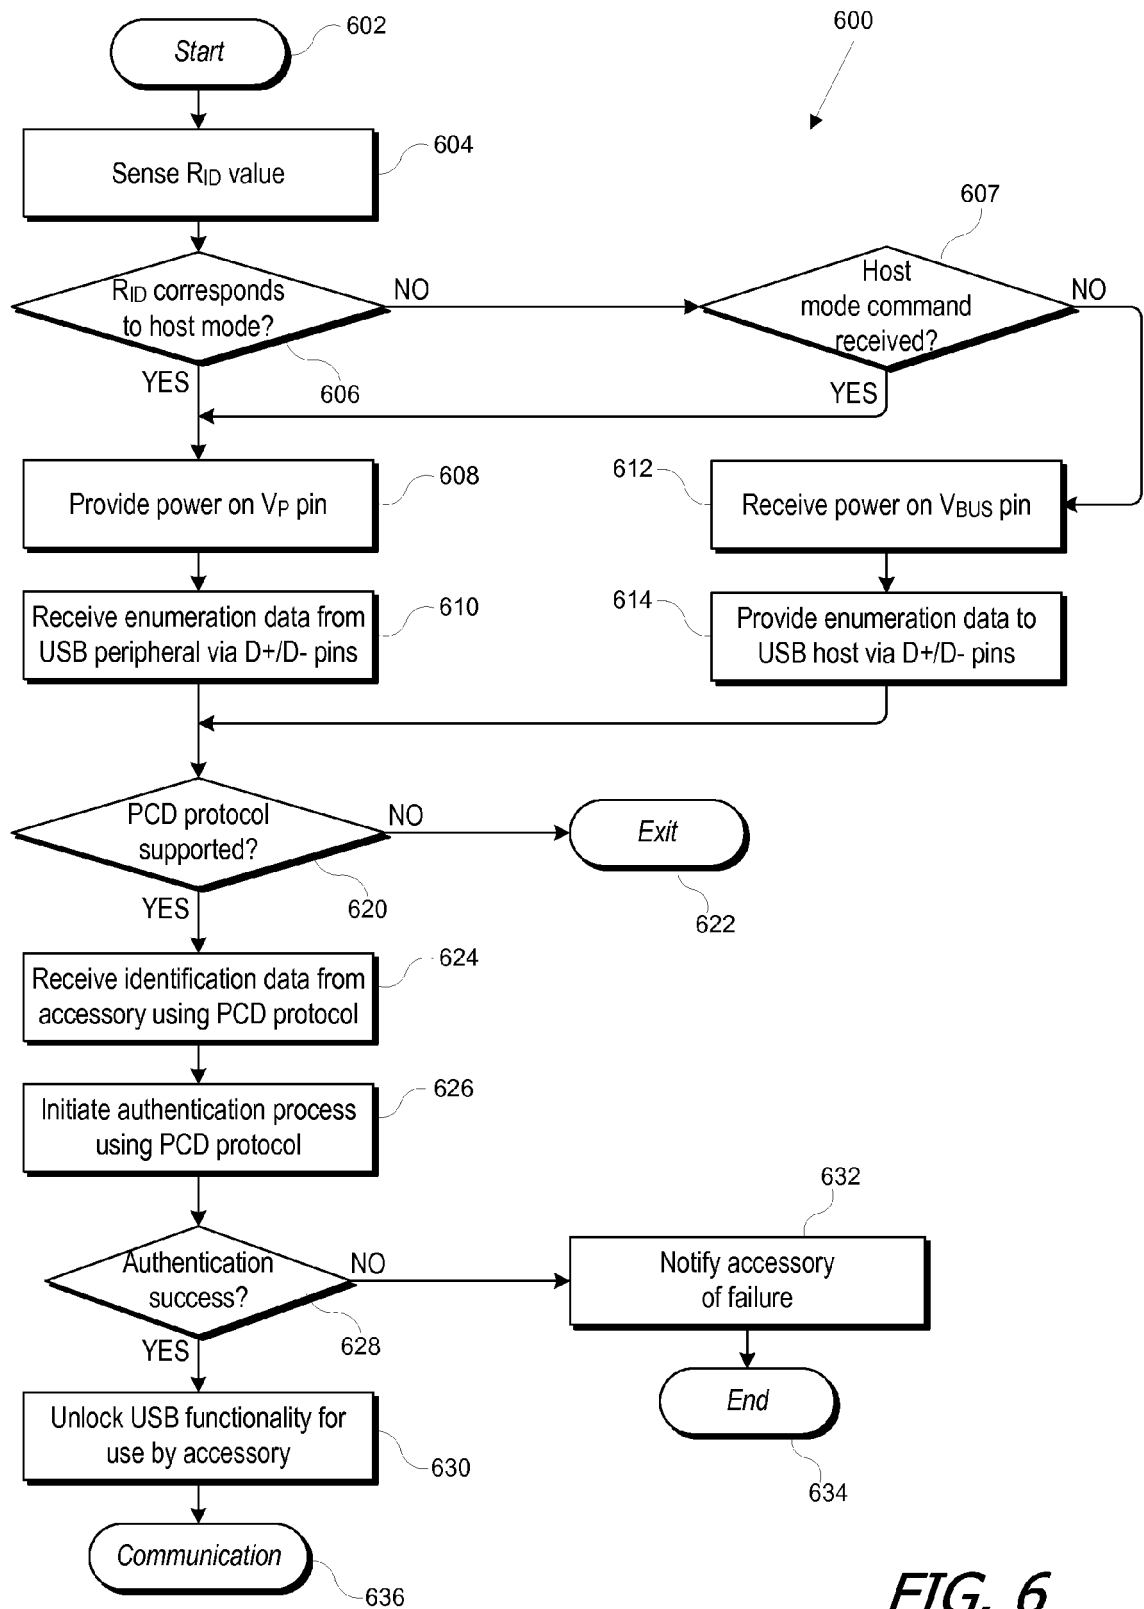 Start
602
600
Sense RID value
604
607
RID corresponds
to host mode?
NO
606
YES
Host
mode command
received?
NO
YES
Provide power on VP pin
608
612
Receive power on VBUS pin
Receive enumeration data from
USB peripheral via D+/D- pins
610
614
Provide enumeration data to
USB host via D+/D- pins
PCD protocol
supported?
NO
Exit
620
622
YES
Receive identification data from
accessory using PCD protocol
624
Initiate authentication process
using PCD protocol
626
632
Authentication
success?
NO
Notify accessory
of failure
628
YES
End
634
Unlock USB functionality for
use by accessory
630
Communication
636
FIG. 6